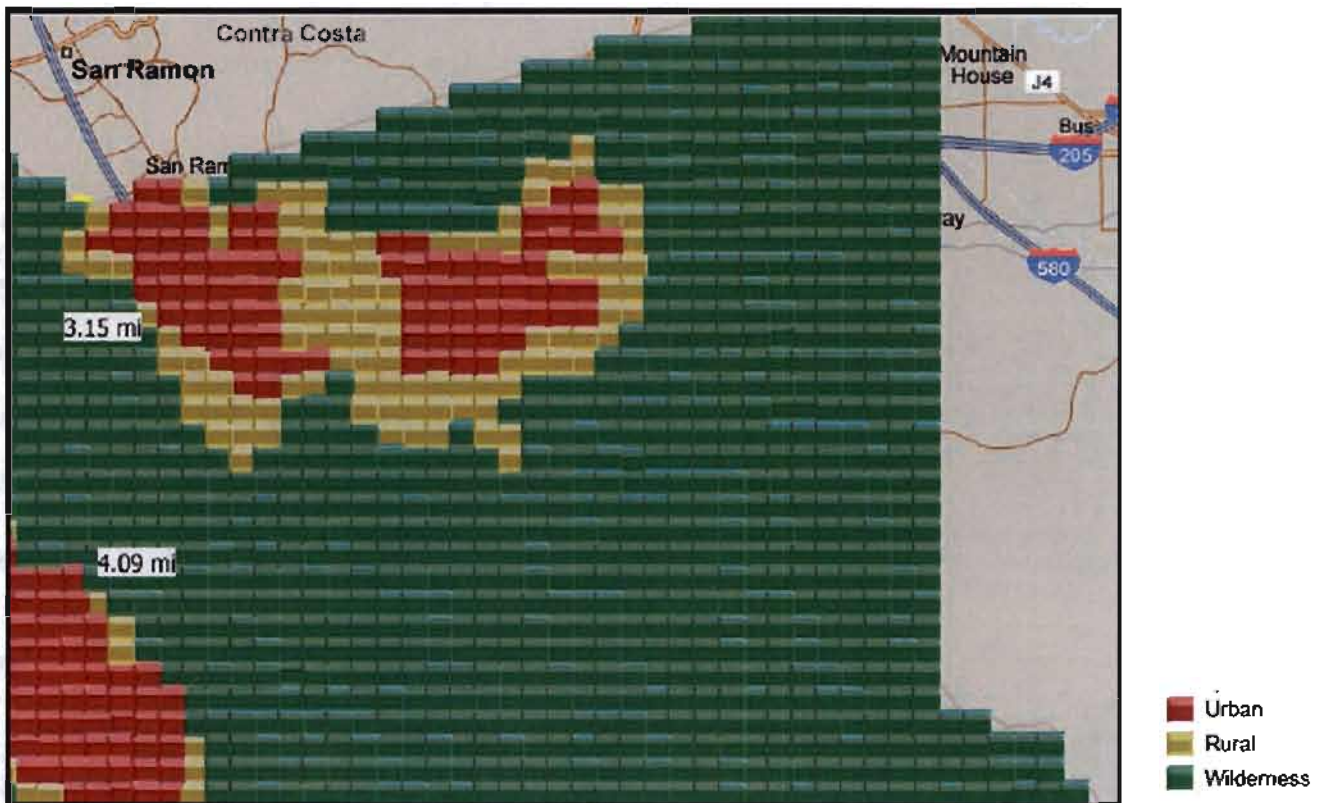 Contra Costa
San Ramon
Mountain
House
J4
Bus
205
San Ram
ay
580
3.15 mi
4.09 mi
Urban
Rural
Wilderness